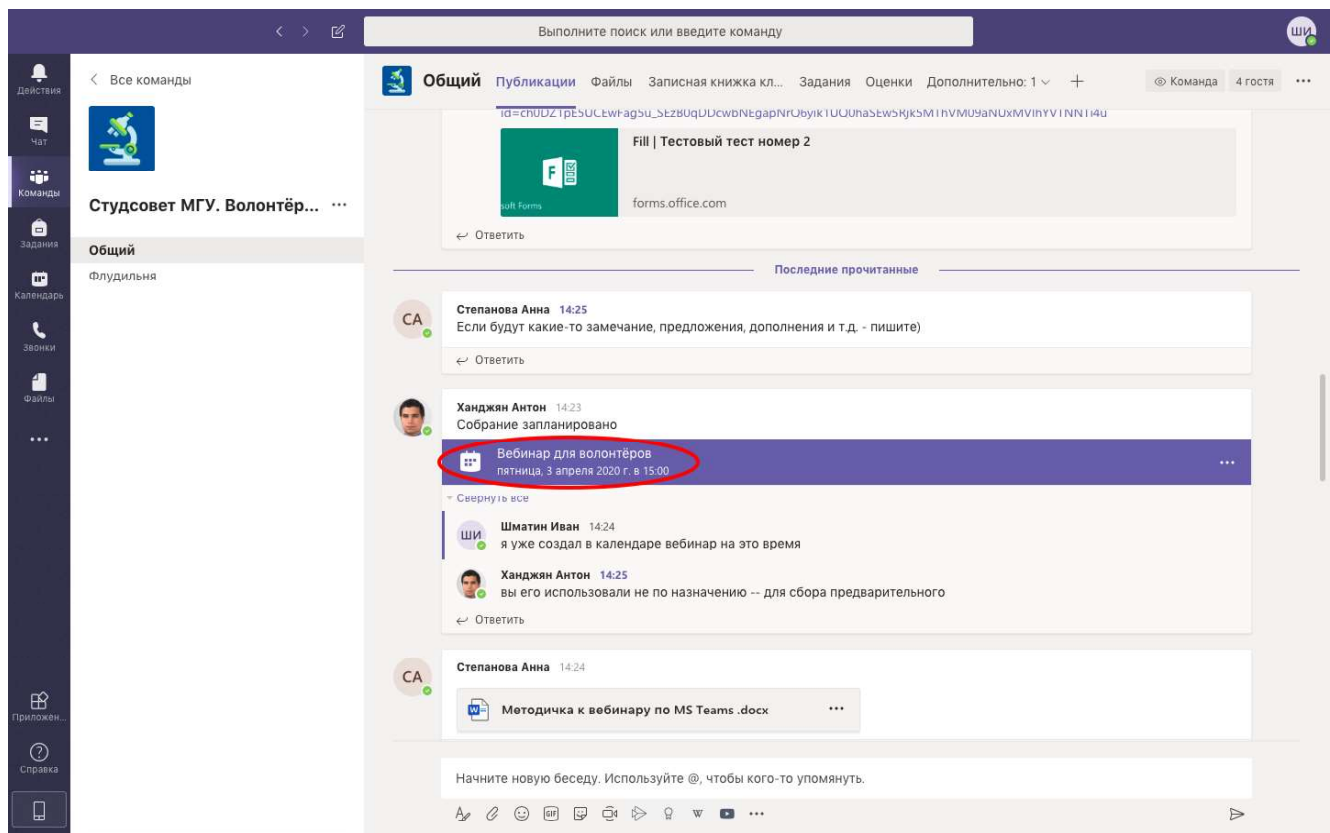 Выполните поиск или введите команду
ШИ
Действия
Чат
Команды
Задания
Календарь
Звонки
Файлы
Приложен...
Справка
Все команды
Студсовет МГУ. Волонтёр... ...
Общий
Флудильня
Общий Публикации Файлы Записная книжка кл... Задания Оценки Дополнительно: 1 +
Команда 4 гостя ...
F
soft Forms
Fill | Тестовый тест номер 2
forms.office.com
Ответить
Последние прочитанные
СА
Степанова Анна 14:25
Если будут какие-то замечание, предложения, дополнения и т.д. - пишите)
Ответить
Ханджян Антон 14:23
Собрание запланировано
Вебинар для волонтёров
пятница, 3 апреля 2020 г. в 15:00
Свернуть все
ШИ
Шматин Иван 14:24
я уже создал в календаре вебинар на это время
Ханджян Антон 14:25
вы его использовали не по назначению -- для сбора предварительного
Ответить
СА
Степанова Анна 14:24
Методичка к вебинару по MS Teams .docx ...
Начните новую беседу. Используйте @, чтобы кого-то упомянуть.
GIF
W